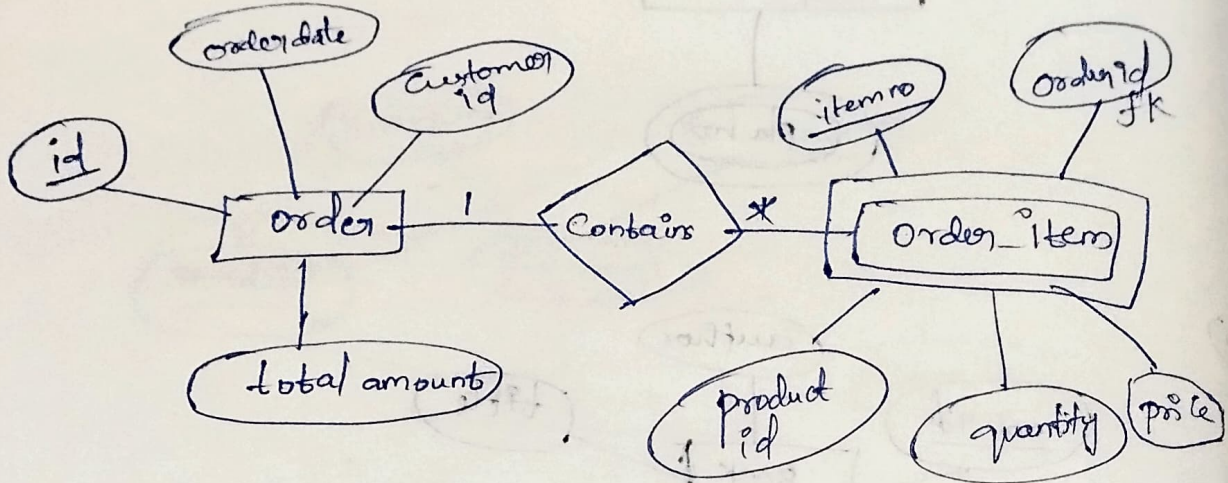 orderdate
customer
id
id
order
1
Contains
*
itemno
orderid
fk
order_item
total amount
product
id
quantity
price